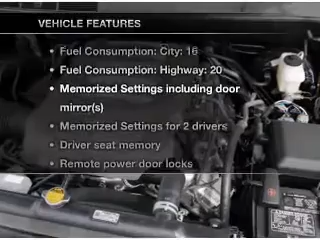 VEHICLE FEATURES
• Fuel Consumption: City: 16
• Fuel Consumption: Highway: 20
• Memorized Settings including door
mirror(s)
• Memorized Settings for 2 drivers
• Driver seat memory
• Remote power door locks